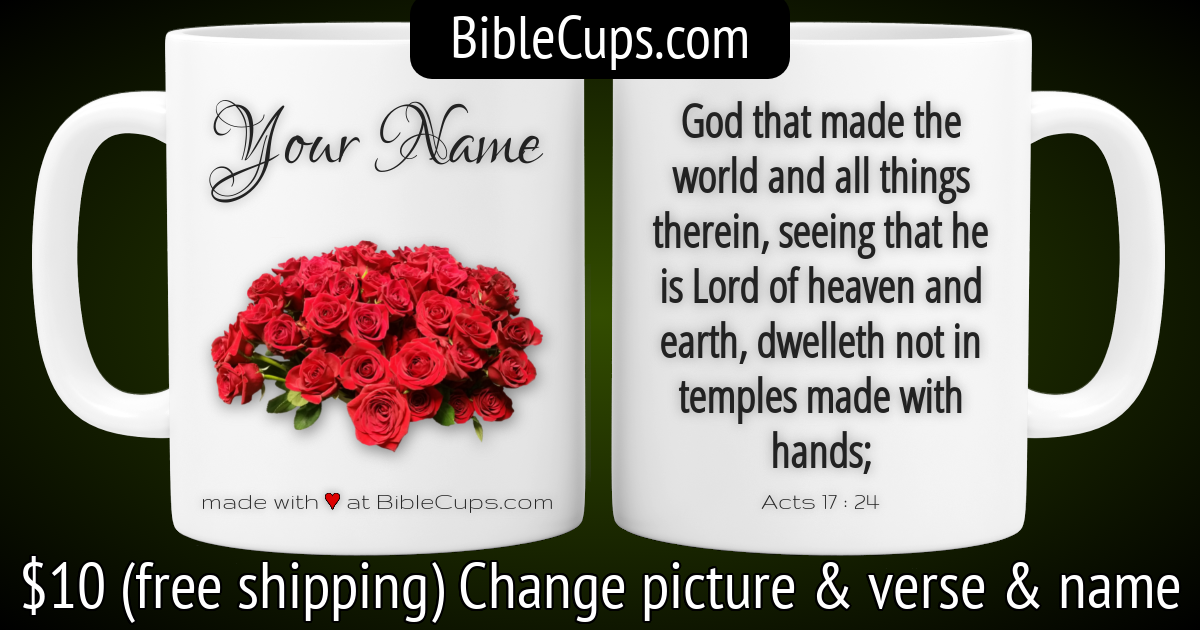 BibleCups.com
Your Name
made with ♥ at BibleCups.com
God that made the
world and all things
therein, seeing that he
is Lord of heaven and
earth, dwelleth not in
temples made with
hands;
Acts 17 : 24
$10 (free shipping) Change picture & verse & name